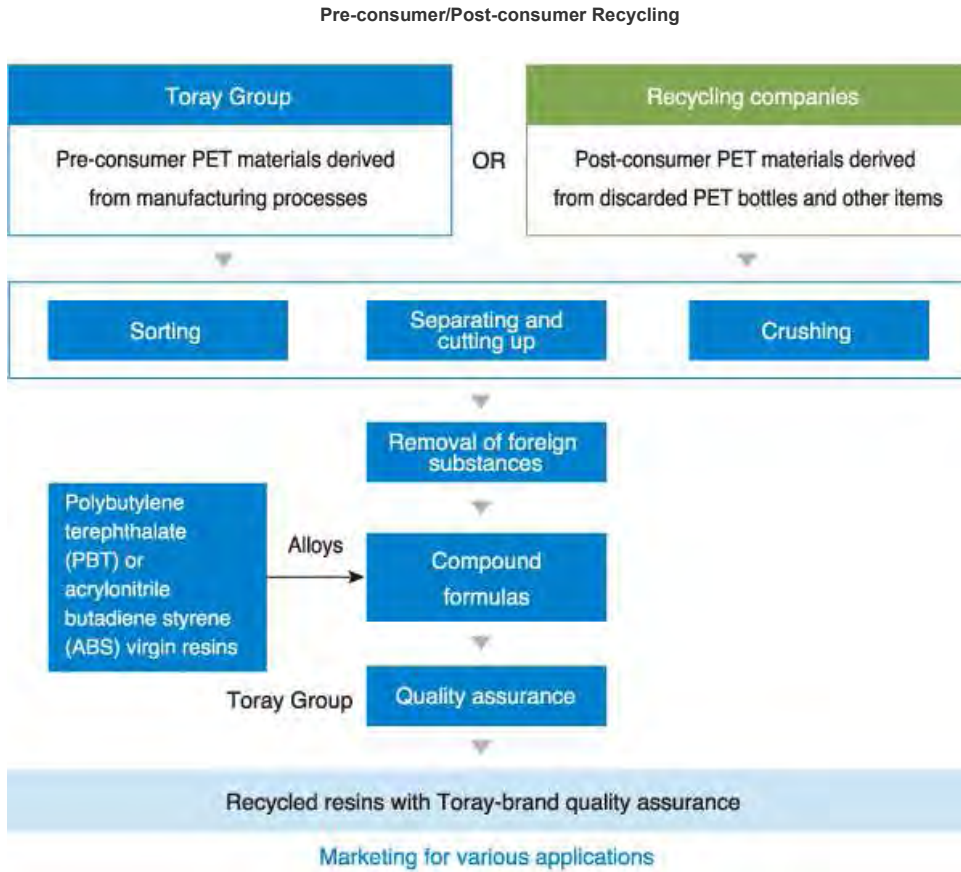 Pre-consumer/Post-consumer Recycling
Toray Group
Pre-consumer PET materials derived
from manufacturing processes
OR
Recycling companies
Post-consumer PET materials derived
from discarded PET bottles and other items
Sorting
Separating and
cutting up
Crushing
Removal of foreign
substances
Polybutylene
terephthalate
(PBT) or
acrylonitrile
butadiene styrene
(ABS) virgin resins
Alloys
Compound
formulas
Toray Group
Quality assurance
Recycled resins with Toray-brand quality assurance
Marketing for various applications